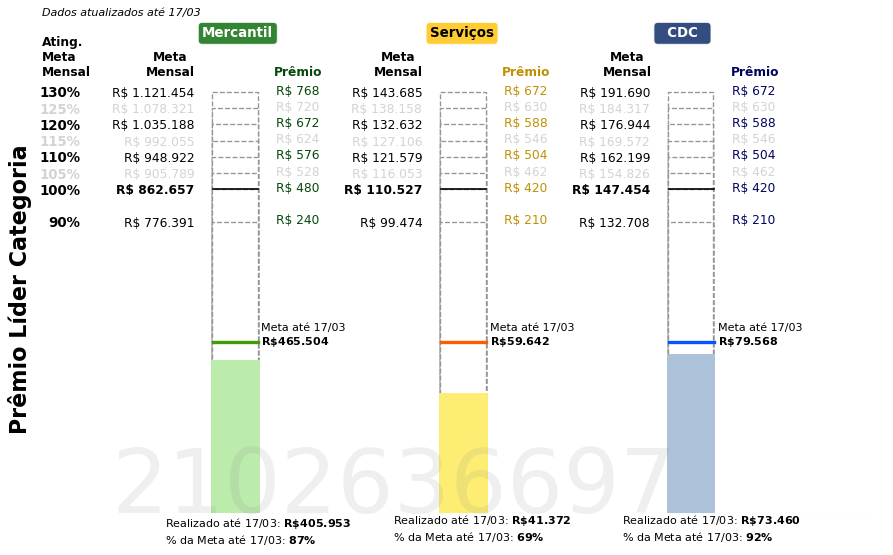 Dados atualizados até 17/03
Mercantil Serviços CDC
Ating. Meta Mensal Meta Mensal Prêmio Meta Mensal Prêmio Meta Mensal Prêmio
130% R$ 1.121.454 R$ 768 R$ 143.685 R$ 672 R$ 191.690 R$ 672
125% R$ 1.078.321 R$ 720 R$ 138.158 R$ 630 R$ 184.317 R$ 630
120% R$ 1.035.188 R$ 672 R$ 132.632 R$ 588 R$ 176.944 R$ 588
115% R$ 992.055 R$ 624 R$ 127.106 R$ 546 R$ 169.572 R$ 546
110% R$ 948.922 R$ 576 R$ 121.579 R$ 504 R$ 162.199 R$ 504
105% R$ 905.789 R$ 528 R$ 116.053 R$ 462 R$ 154.826 R$ 462
100% R$ 862.657 R$ 480 R$ 110.527 R$ 420 R$ 147.454 R$ 420
90% R$ 776.391 R$ 240 R$ 99.474 R$ 210 R$ 132.708 R$ 210
Prêmio Líder Categoria
Meta até 17/03 Meta até 17/03 Meta até 17/03
R$465.504 R$59.642 R$79.568
2102636697
Realizado até 17/03: R$405.953 Realizado até 17/03: R$41.372 Realizado até 17/03: R$73.460
% da Meta até 17/03: 87% % da Meta até 17/03: 69% % da Meta até 17/03: 92%